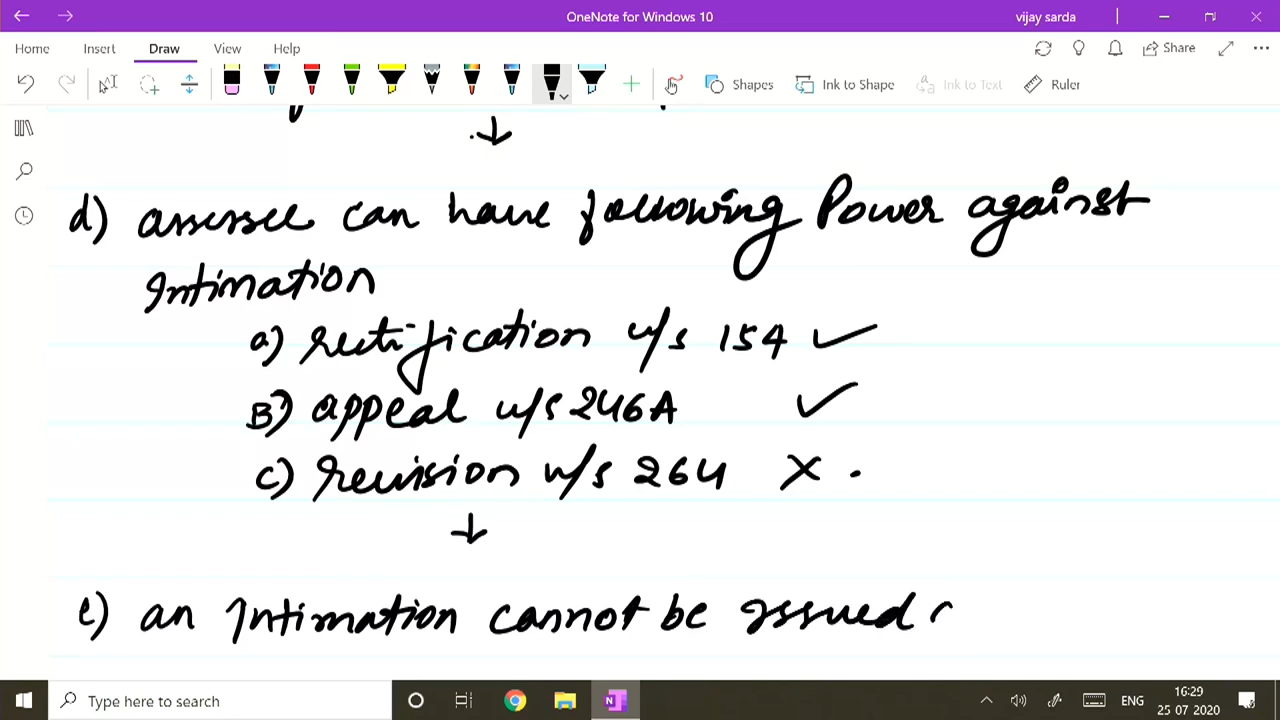 OneNote for Windows 10
vijay sarda
Home Insert Draw View Help
Share
Shapes Ink to Shape Ink to Text Ruler
d) assessee can have following Power against
Intimation
a) rectification u/s 154 ✓
B) appeal u/s 246A ✓
C) revision u/s 264 X
e) an Intimation cannot be issued
Type here to search
ENG
16:29
25-07-2020